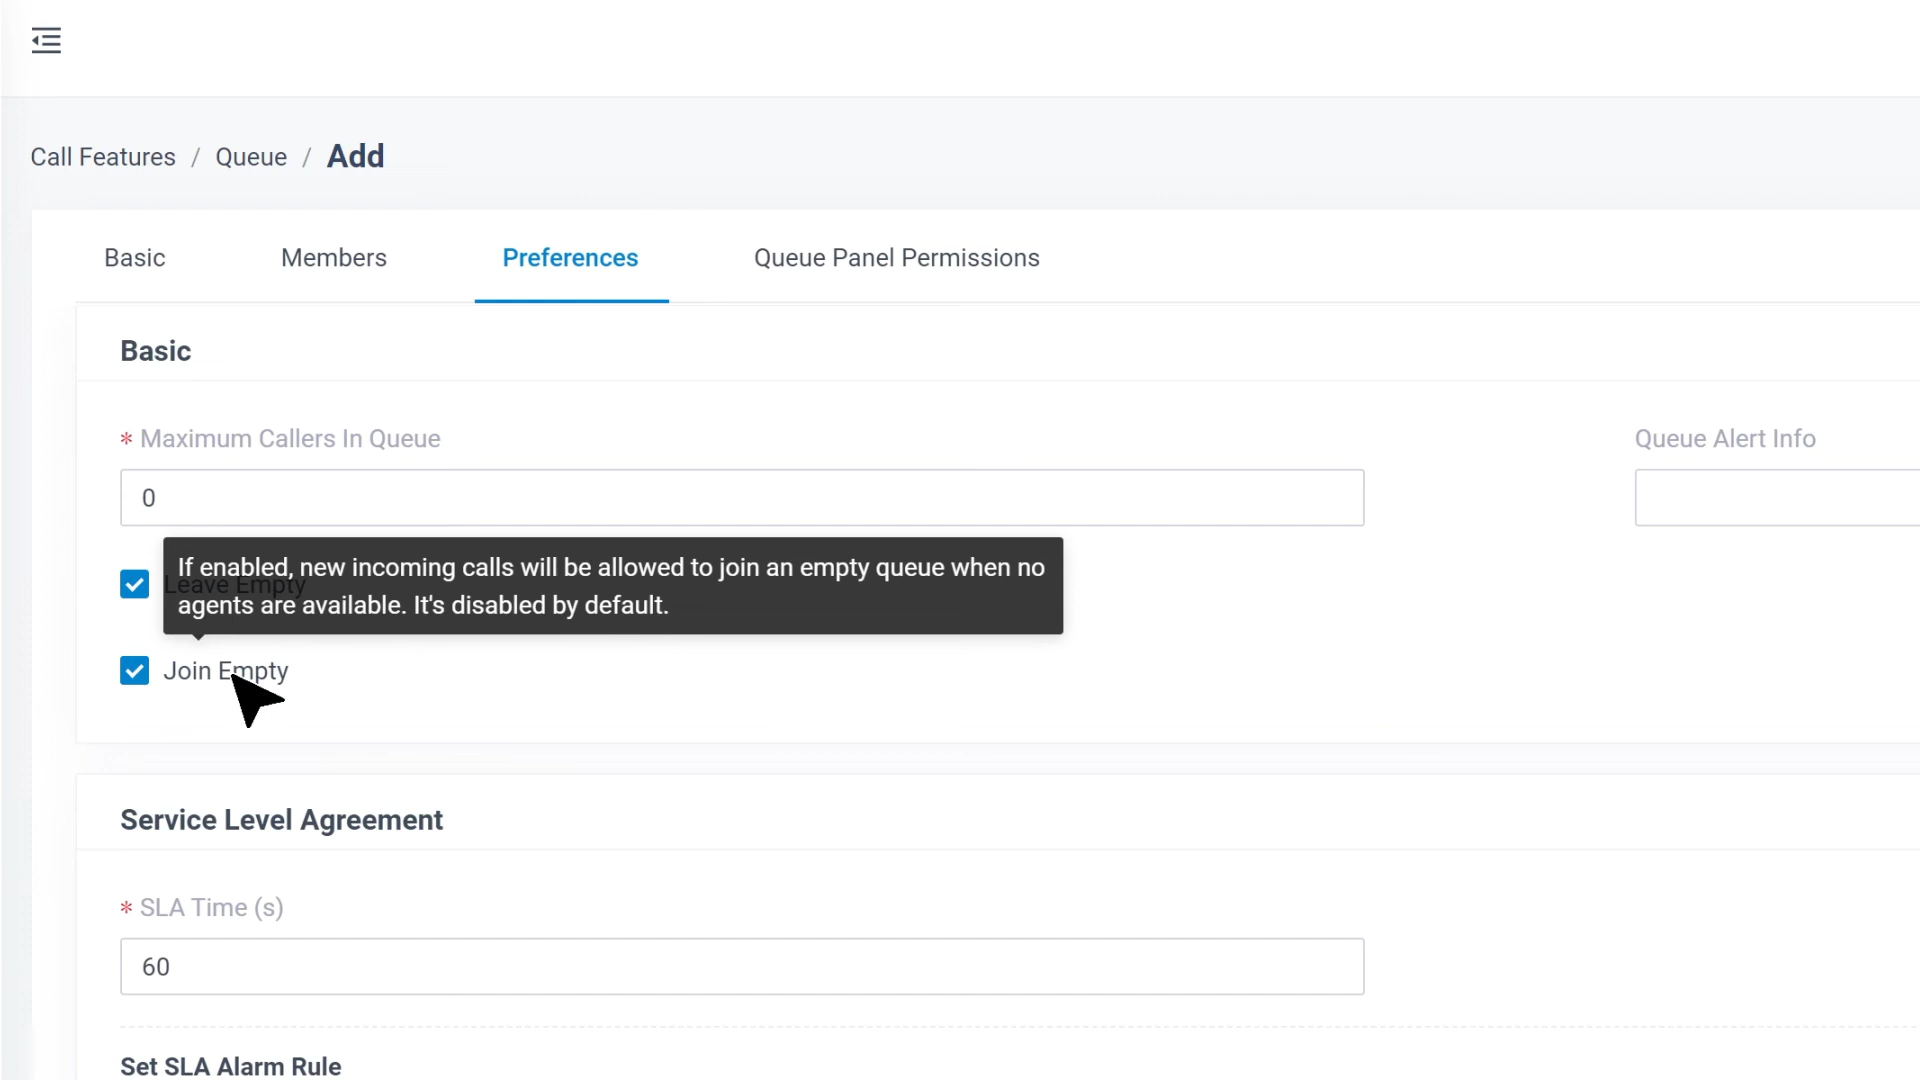 Call Features / Queue / Add
Basic Members Preferences Queue Panel Permissions
Basic
* Maximum Callers In Queue
Queue Alert Info
0
If enabled, new incoming calls will be allowed to join an empty queue when no
agents are available. It's disabled by default.
Leave Empty
Join Empty
Service Level Agreement
* SLA Time (s)
60
Set SLA Alarm Rule